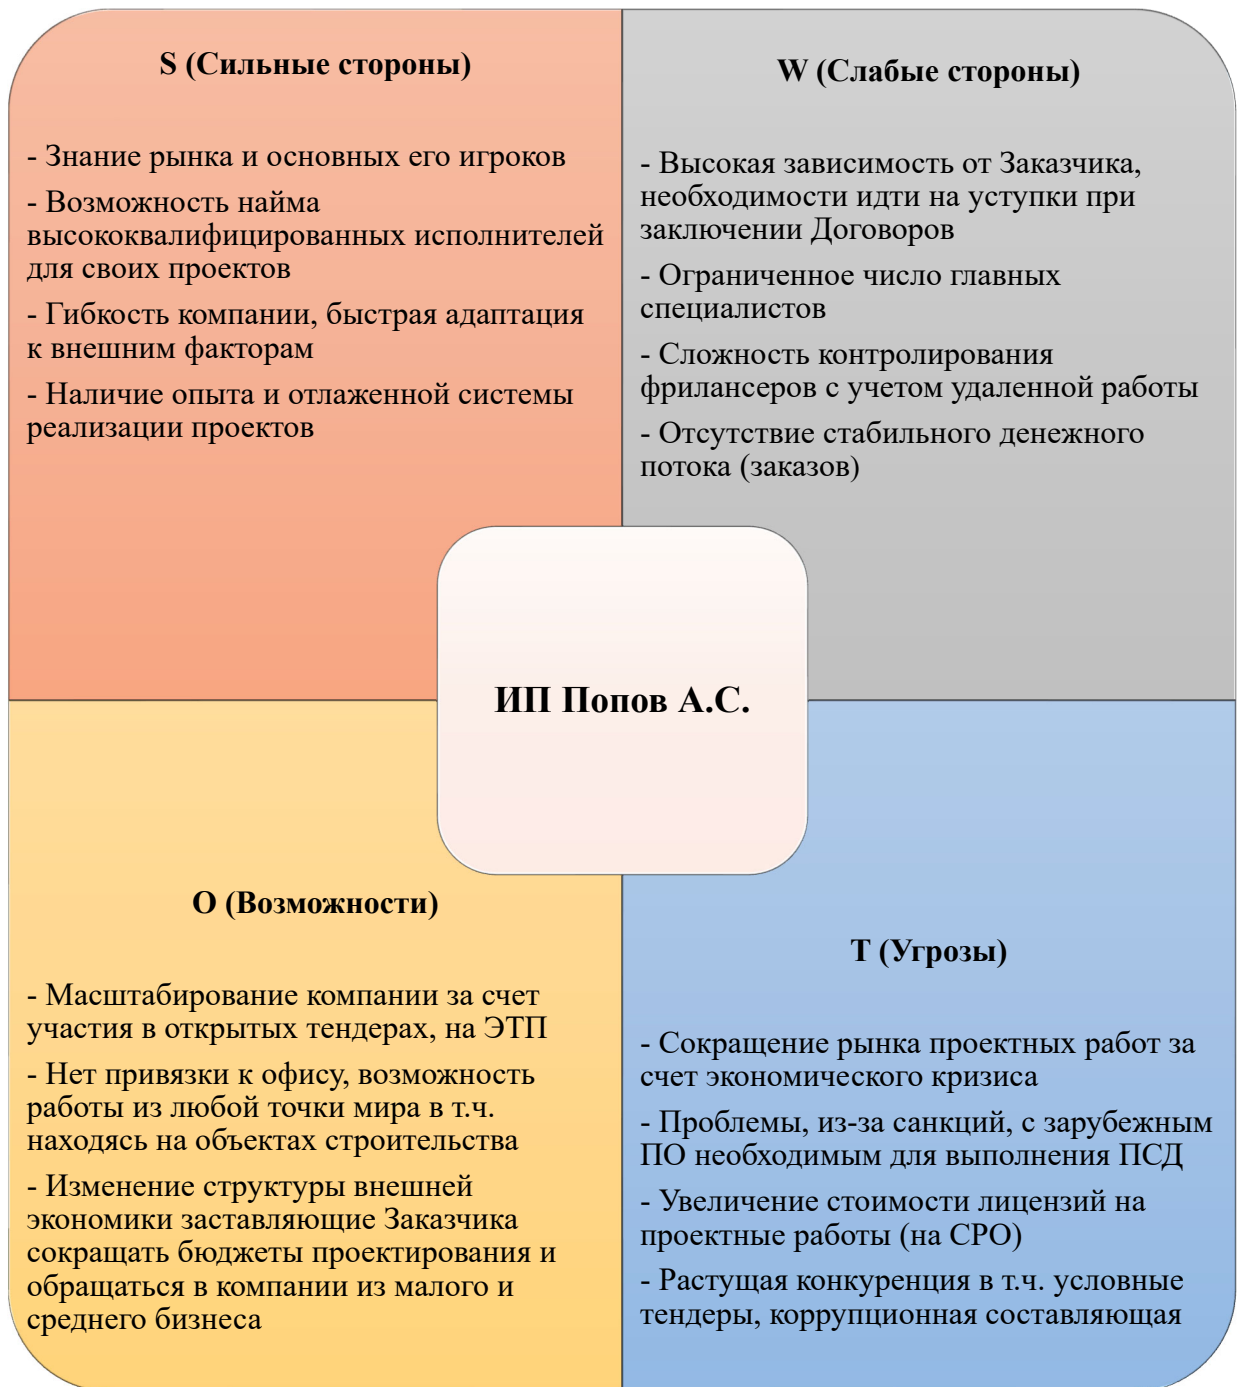 S (Сильные стороны)
- Знание рынка и основных его игроков
- Возможность найма
высококвалифицированных исполнителей
для своих проектов
- Гибкость компании, быстрая адаптация
к внешним факторам
- Наличие опыта и отлаженной системы
реализации проектов
W (Слабые стороны)
- Высокая зависимость от Заказчика,
необходимости идти на уступки при
заключении Договоров
- Ограниченное число главных
специалистов
- Сложность контролирования
фрилансеров с учетом удаленной работы
- Отсутствие стабильного денежного
потока (заказов)
ИП Попов А.С.
О (Возможности)
- Масштабирование компании за счет
участия в открытых тендерах, на ЭТП
- Нет привязки к офису, возможность
работы из любой точки мира в т.ч.
находясь на объектах строительства
- Изменение структуры внешней
экономики заставляющие Заказчика
сокращать бюджеты проектирования и
обращаться в компании из малого и
среднего бизнеса
Т (Угрозы)
- Сокращение рынка проектных работ за
счет экономического кризиса
- Проблемы, из-за санкций, с зарубежным
ПО необходимым для выполнения ПСД
- Увеличение стоимости лицензий на
проектные работы (на СРО)
- Растущая конкуренция в т.ч. условные
тендеры, коррупционная составляющая